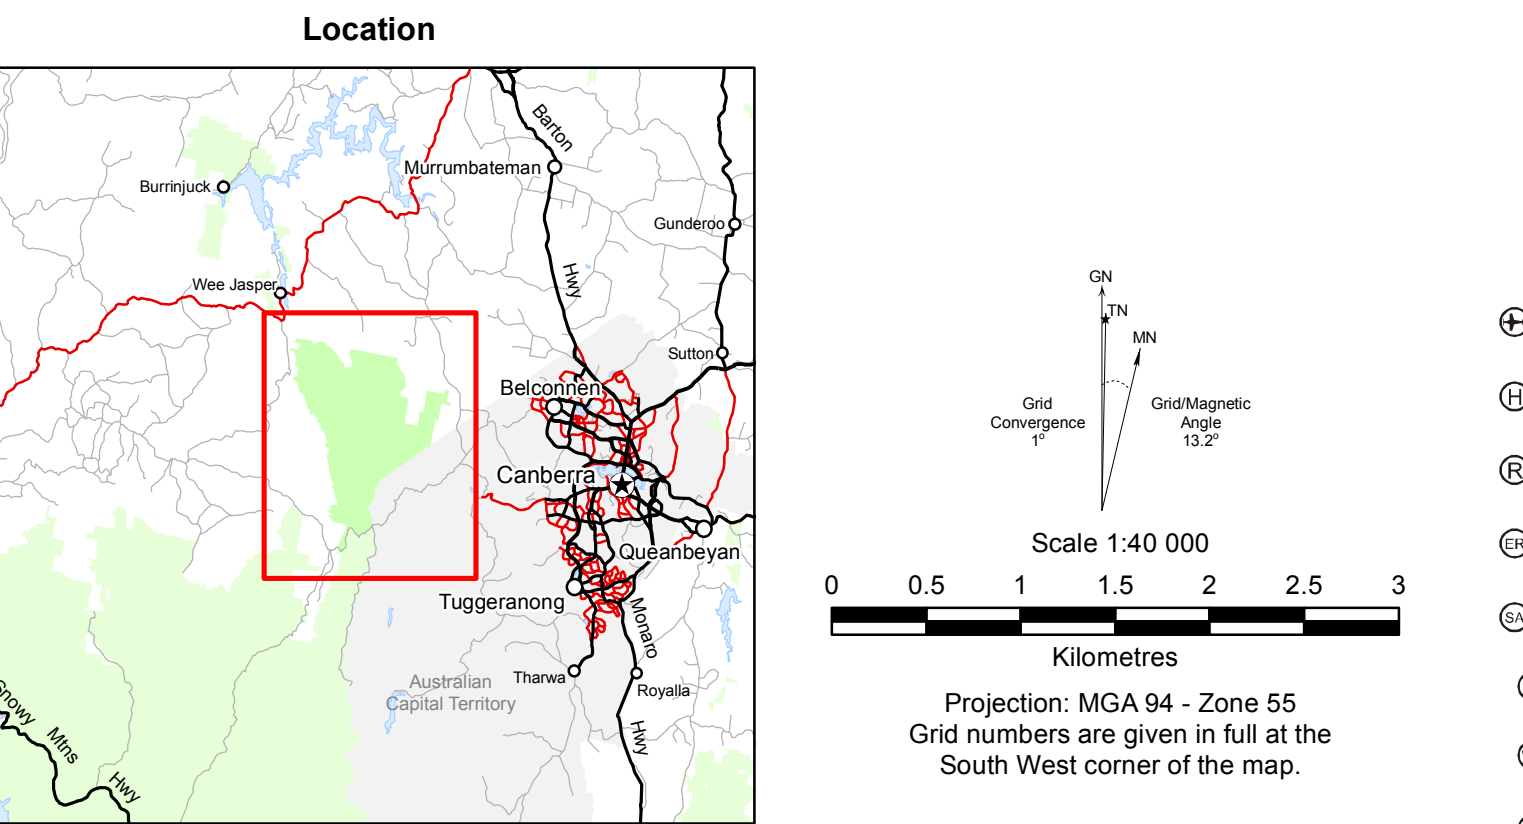 Location
Barton
Murrumbateman
Burrinjuck
Gunderoo
Hwy
Wee Jasper
Sutton
Belconnen
Canberra
Queanbeyan
Tuggeranong
Monaro
Tharwa
Royalla
Australian
Capital Territory
Hwy
Snowy
Mtns
Hwy
GN
TN
MN
Grid
Convergence
1°
Grid/Magnetic
Angle
13.2°
Scale 1:40 000
0 0.5 1 1.5 2 2.5 3
Kilometres
Projection: MGA 94 - Zone 55
Grid numbers are given in full at the
South West corner of the map.
H
R
ER
SA